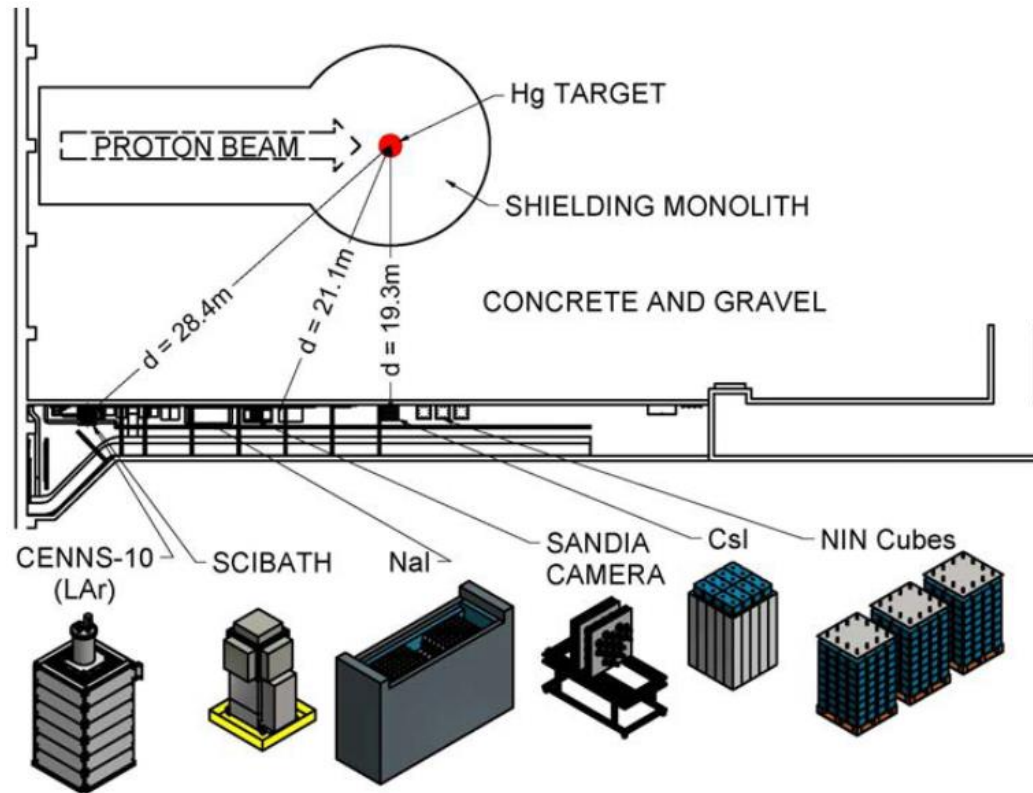 Hg TARGET
PROTON BEAM
SHIELDING MONOLITH
d = 28.4m
d = 21.1m
d = 19.3m
CONCRETE AND GRAVEL
CENNS-10
(LAr)
SCIBATH
NaI
SANDIA
CAMERA
CsI
NIN Cubes